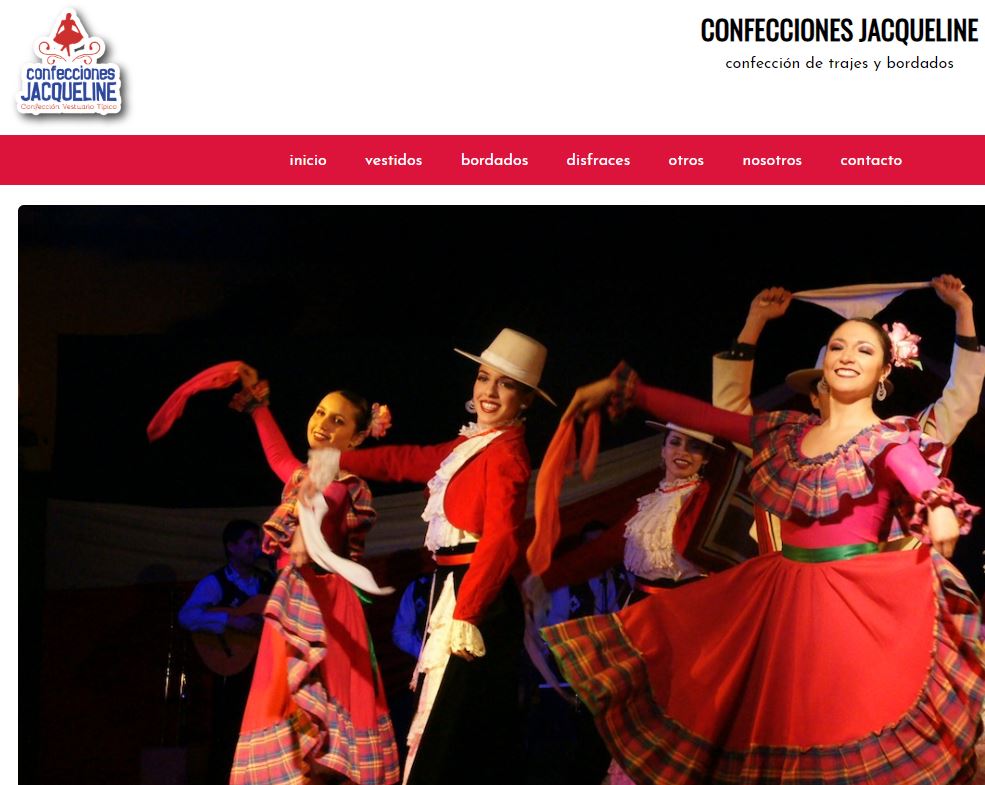 confecciones
JACQUELINE
Confección Vestuario Típico
CONFECCIONES JACQUELINE
confección de trajes y bordados
inicio vestidos bordados disfraces otros nosotros contacto